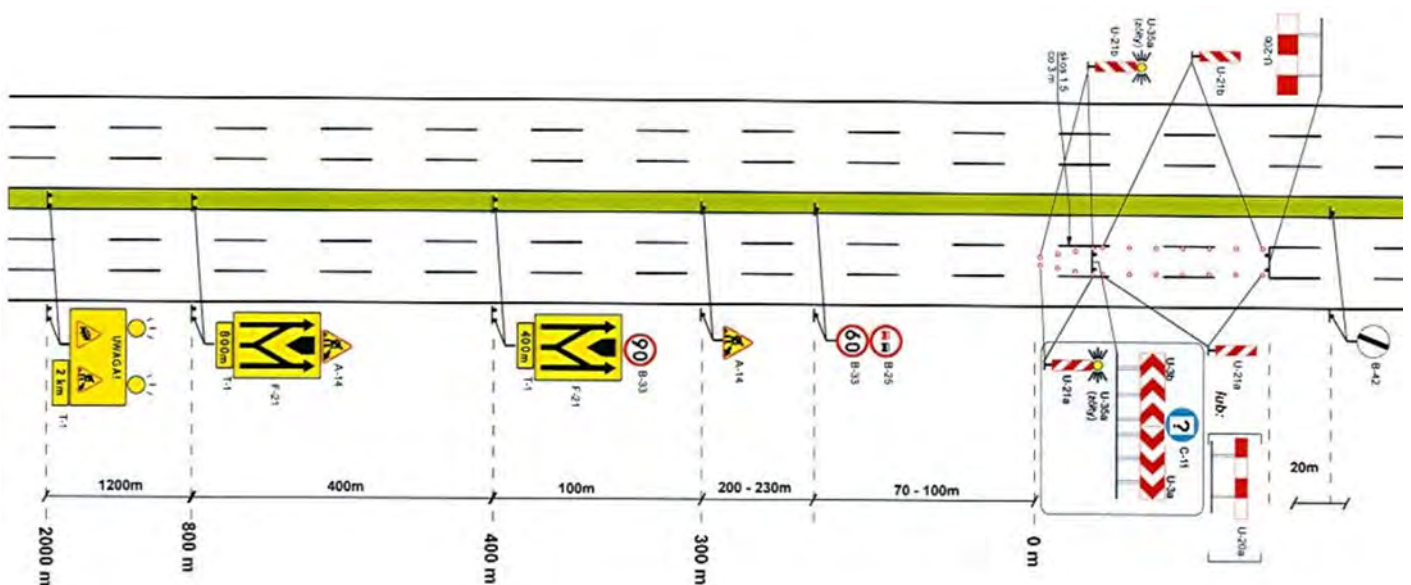 U-35a
(żółty)
U-21b
skos 1:5
co 3 m
U-21b
U-20b
UWAGA!
2 km
T-1
A-14
F-21
800m
T-1
B-33
90
F-21
400m
T-1
A-14
B-25
B-33
60
U-35a
(żółty)
U-21a
U-3b
C-11
?
U-3a
U-21a
lub:
U-20a
B-42
1200m
400m
100m
200 - 230m
70 - 100m
20m
2000 m
800 m
400 m
300 m
0 m